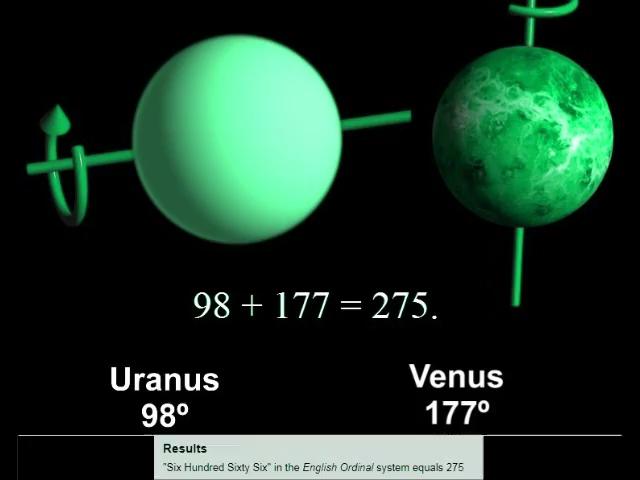 98 + 177 = 275.
Uranus
98º
Venus
177º
Results
"Six Hundred Sixty Six" in the English Ordinal system equals 275